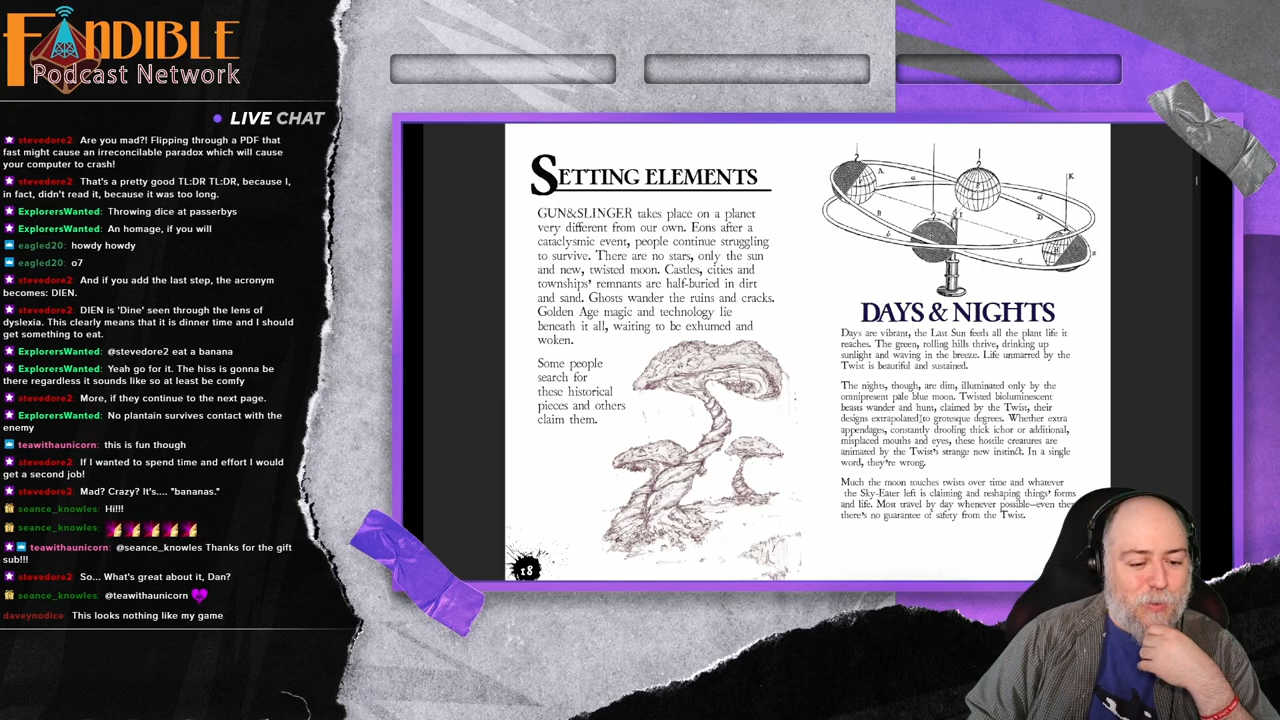 FANDIBLE
Podcast Network
LIVE CHAT
stevedore2: Are you mad?! Flipping through a PDF that
fast might cause an irreconcilable paradox which will cause
your computer to crash!
stevedore2: That's a pretty good TL:DR TL:DR, because I,
in fact, didn't read it, because it was too long.
ExplorersWanted: Throwing dice at passerbys
ExplorersWanted: An homage, if you will
eagled20: howdy howdy
eagled20: o7
stevedore2: And if you add the last step, the acronym
becomes: DIEN.
stevedore2: DIEN is 'Dine' seen through the lens of
dyslexia. This clearly means that it is dinner time and I should
get something to eat.
ExplorersWanted: @stevedore2 eat a banana
ExplorersWanted: Yeah go for it. The hiss is gonna be
there regardless it sounds like so at least be comfy
stevedore2: More, if they continue to the next page.
ExplorersWanted: No plantain survives contact with the
enemy
teawithaunicorn: this is fun though
stevedore2: If I wanted to spend time and effort I would
get a second job!
stevedore2: Mad? Crazy? It's.... "bananas."
seance_knowles: Hi!!!
seance_knowles:
teawithaunicorn: @seance_knowles Thanks for the gift
sub!!!
stevedore2: So... What's great about it, Dan?
seance_knowles: @teawithaunicorn
daveynodice: This looks nothing like my game
SETTING ELEMENTS
GUN&SLINGER takes place on a planet
very different from our own. Eons after a
cataclysmic event, people continue struggling
to survive. There are no stars, only the sun
and new, twisted moon. Castles, cities and
townships' remnants are half-buried in dirt
and sand. Ghosts wander the ruins and cracks.
Golden Age magic and technology lie
beneath it all, waiting to be exhumed and
woken.
Some people
search for
these historical
pieces and others
claim them.
18
DAYS & NIGHTS
Days are vibrant, the Last Sun feeds all the plant life it
reaches. The green, rolling hills thrive, drinking up
sunlight and waving in the breeze. Life unmarred by the
Twist is beautiful and sustained.
The nights, though, are dim, illuminated only by the
omnipresent pale blue moon. Twisted bioluminescent
beasts wander and hunt, claimed by the Twist, their
designs extrapolated to grotesque degrees. Whether extra
appendages, constantly drooling thick ichor or additional,
misplaced mouths and eyes, these hostile creatures are
animated by the Twist's strange new instinct. In a single
word, they're wrong.
Much the moon touches twists over time and whatever
the Sky-Eater left is claiming and reshaping things' forms
and life. Most travel by day whenever possible—even then
there's no guarantee of safety from the Twist.